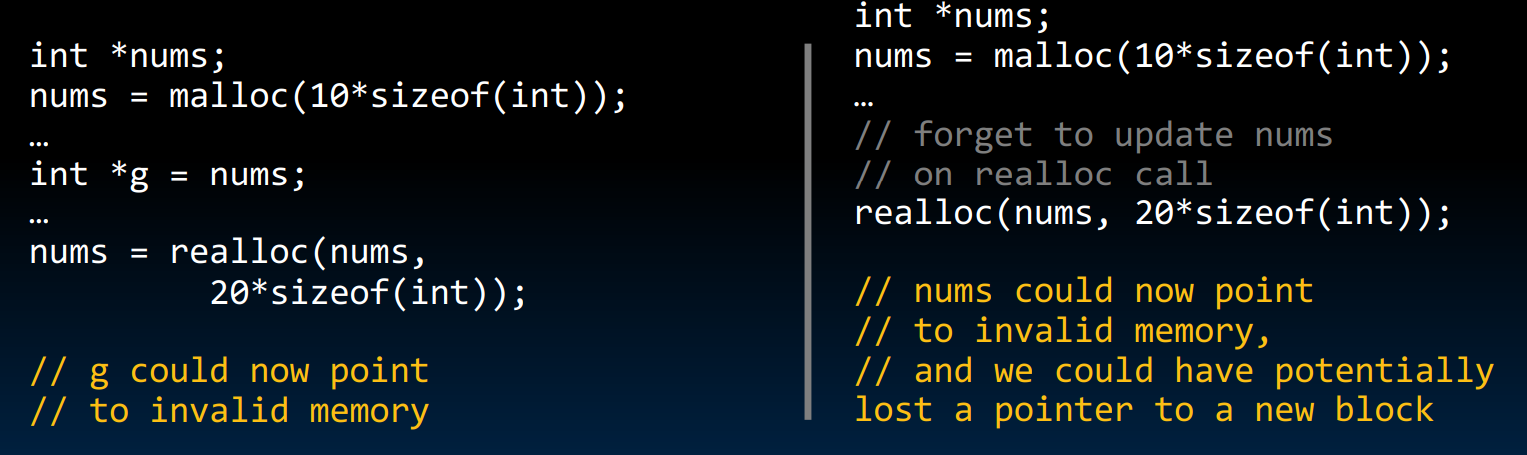 int *nums;
nums = malloc(10*sizeof(int));
…
int *g = nums;
…
nums = realloc(nums,
20*sizeof(int));
// g could now point
// to invalid memory
int *nums;
nums = malloc(10*sizeof(int));
…
// forget to update nums
// on realloc call
realloc(nums, 20*sizeof(int));
// nums could now point
// to invalid memory,
// and we could have potentially
lost a pointer to a new block